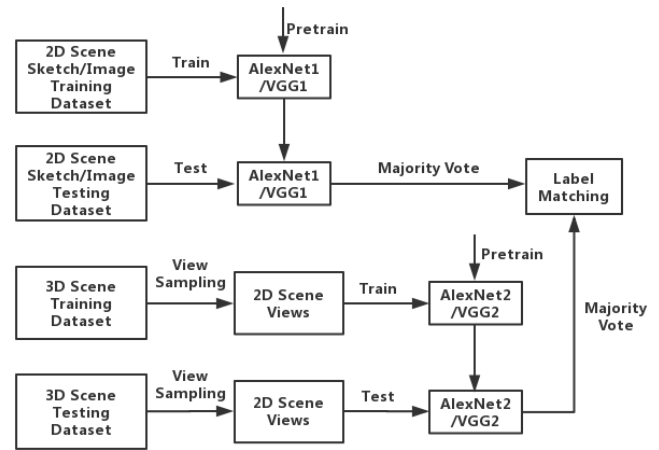 Pretrain
2D Scene
Sketch/Image
Training
Dataset
Train
AlexNet1
/VGG1
2D Scene
Sketch/Image
Testing
Dataset
Test
AlexNet1
/VGG1
Majority Vote
Label
Matching
Pretrain
3D Scene
Training
Dataset
View
Sampling
2D Scene
Views
Train
AlexNet2
/VGG2
Majority
Vote
3D Scene
Testing
Dataset
View
Sampling
2D Scene
Views
Test
AlexNet2
/VGG2